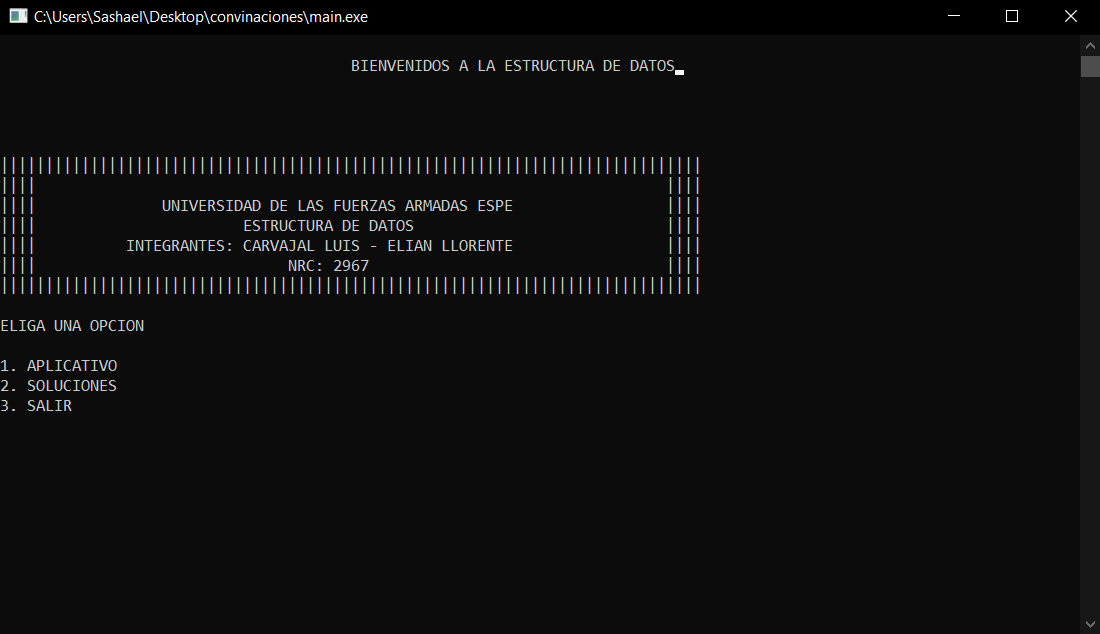 C:\Users\Sashael\Desktop\convinaciones\main.exe
BIENVENIDOS A LA ESTRUCTURA DE DATOS
UNIVERSIDAD DE LAS FUERZAS ARMADAS ESPE
ESTRUCTURA DE DATOS
INTEGRANTES: CARVAJAL LUIS - ELIAN LLORENTE
NRC: 2967
ELIGA UNA OPCION
1. APLICATIVO
2. SOLUCIONES
3. SALIR